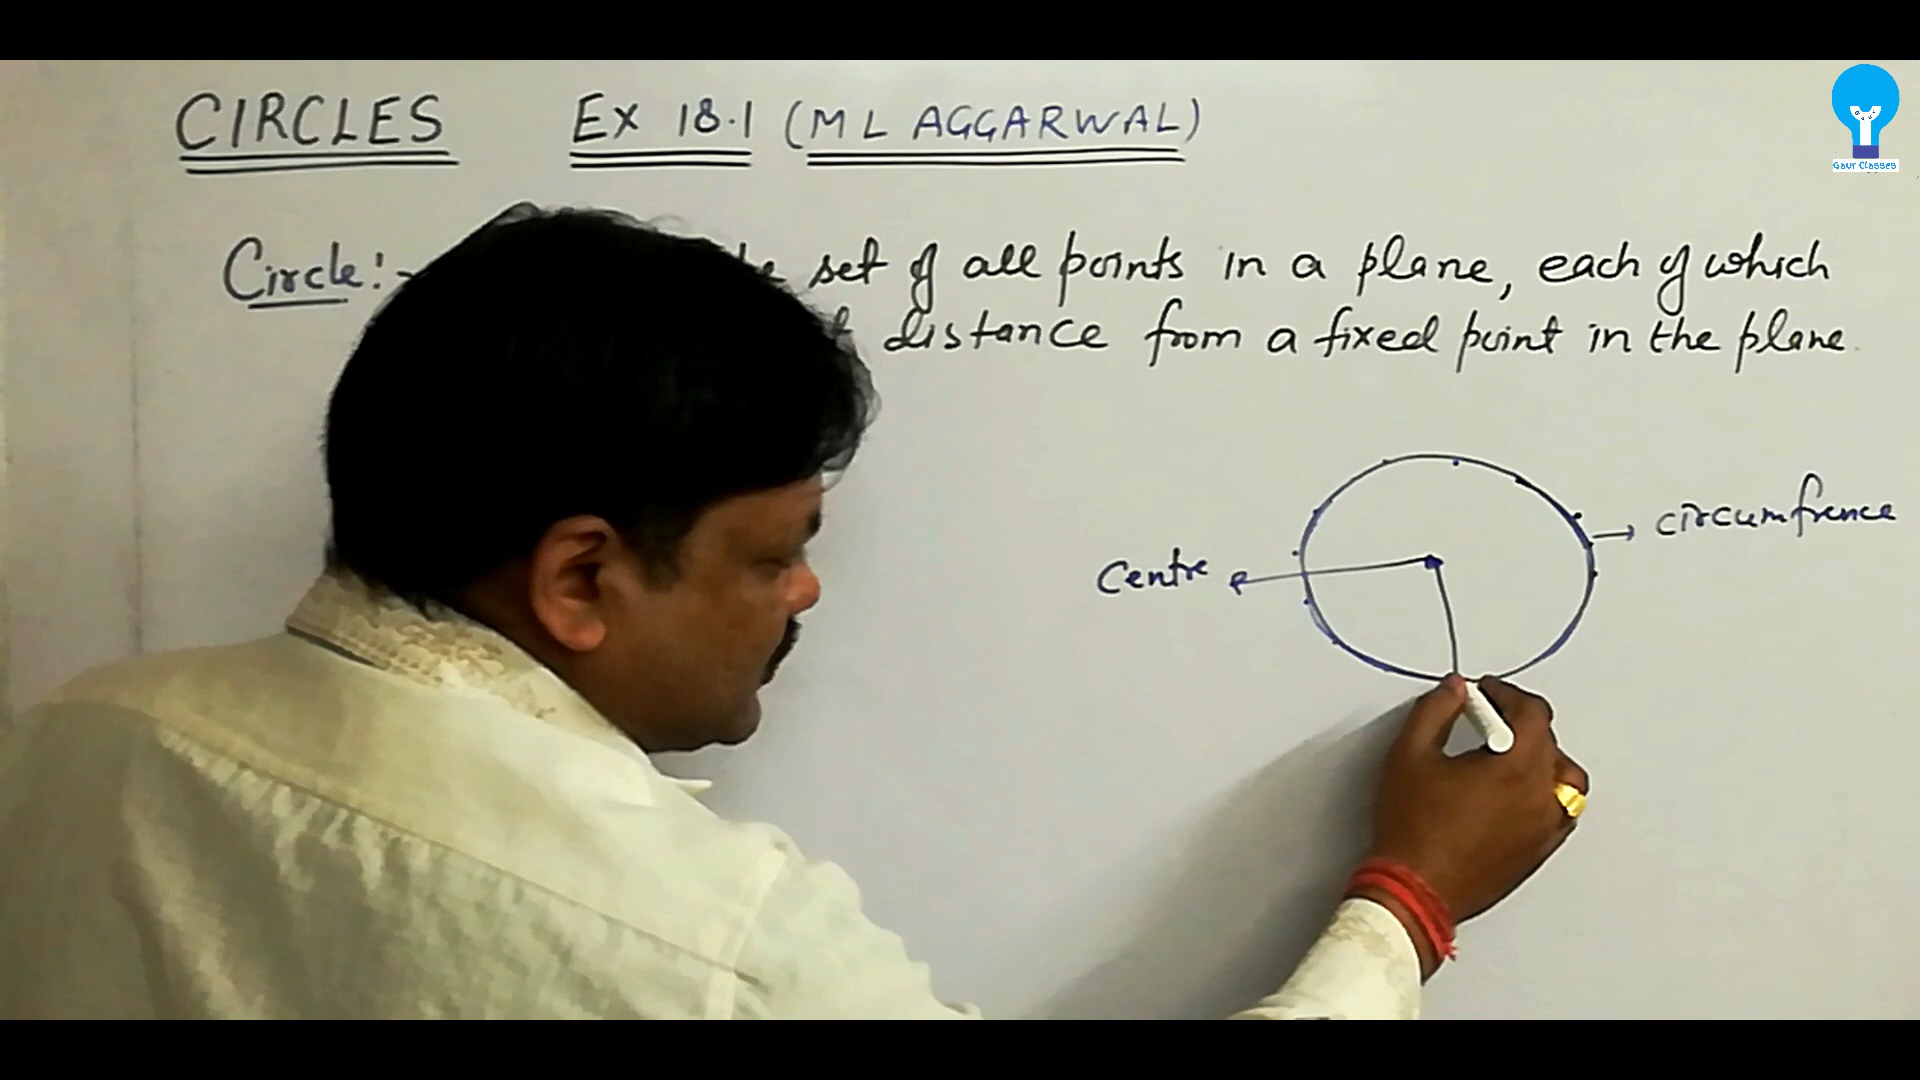 CIRCLES Ex 18.1 (M L AGGARWAL)
Gaur Classes
Circle:- set of all points in a plane, each of which
distance from a fixed point in the plane.
circumfrence
Centre